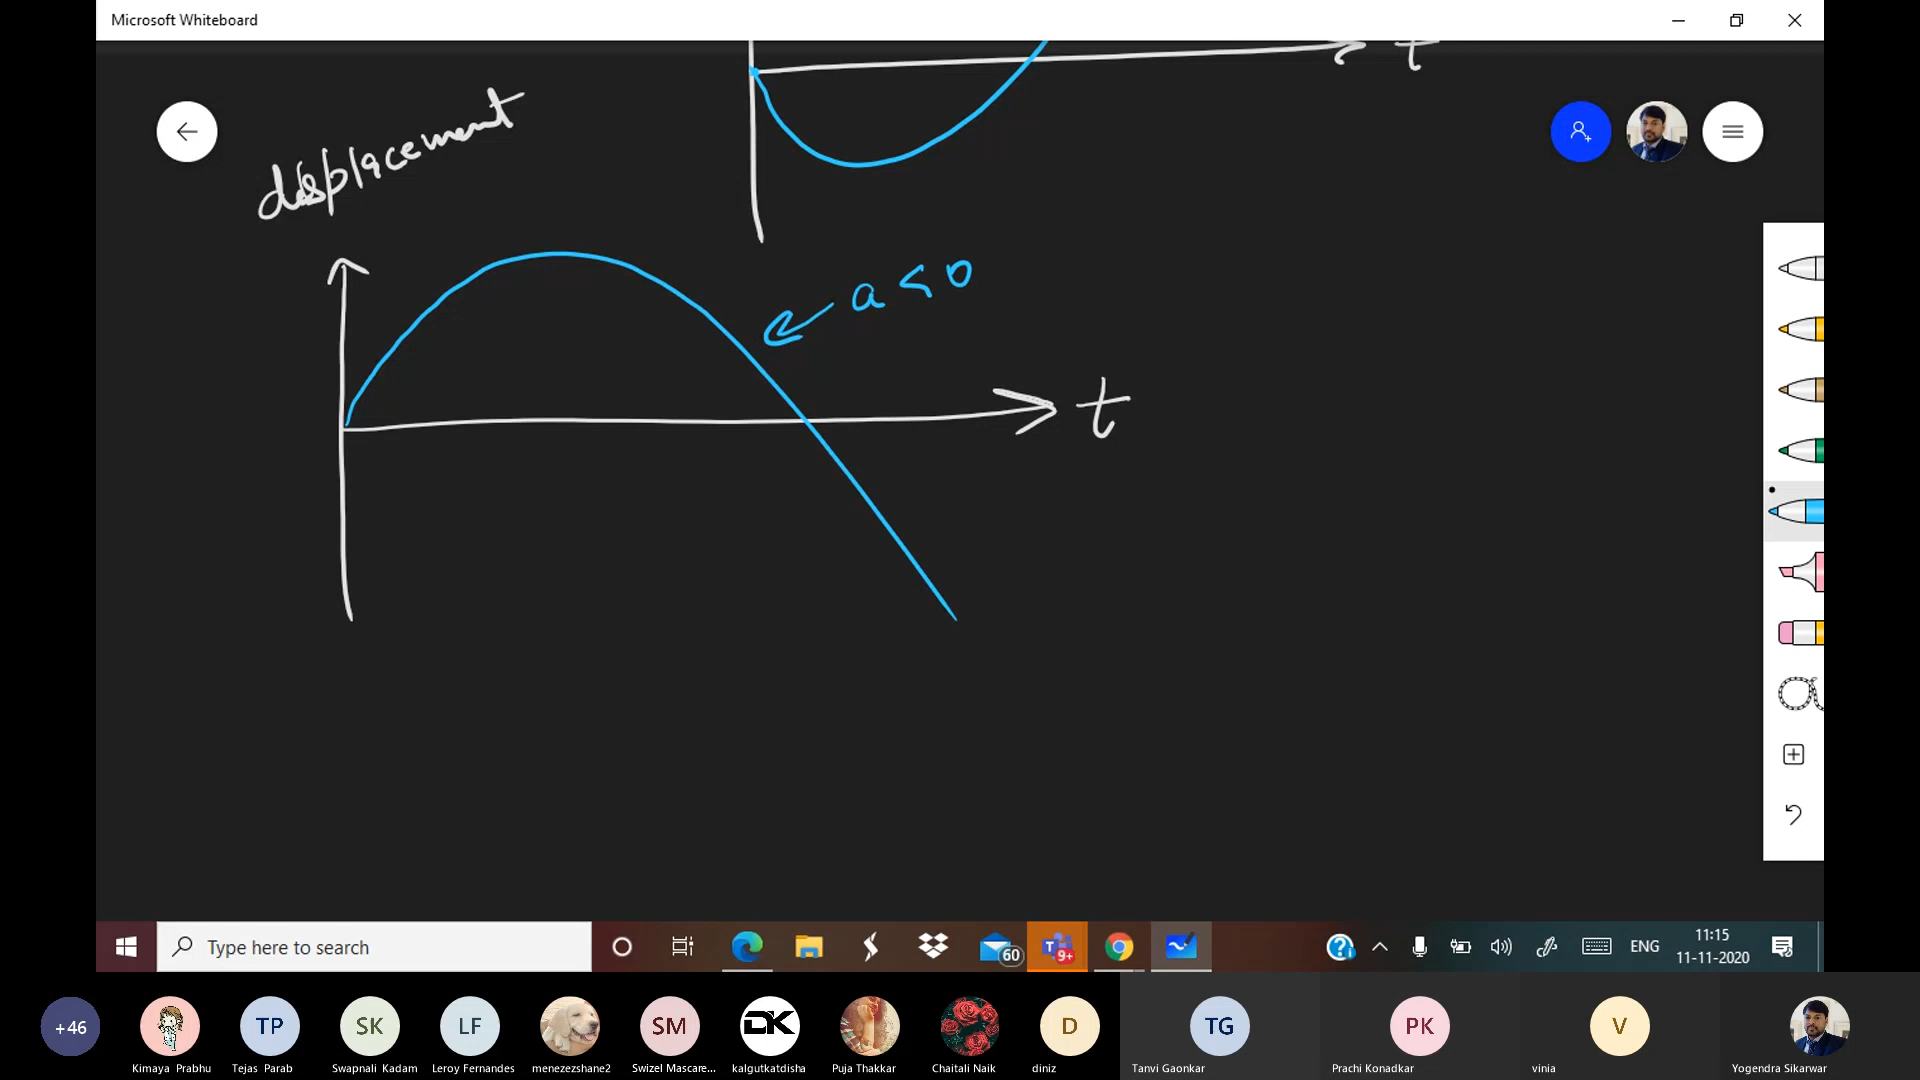 Microsoft Whiteboard
t
displacement
a < 0
t
Type here to search
60
9+
ENG
11:15
11-11-2020
+46
TP
SK
LF
SM
DK
D
TG
PK
V
Kimaya Prabhu
Tejas Parab
Swapnali Kadam
Leroy Fernandes
menezezshane2
Swizel Mascare...
kalgutkatdisha
Puja Thakkar
Chaitali Naik
diniz
Tanvi Gaonkar
Prachi Konadkar
vinia
Yogendra Sikarwar